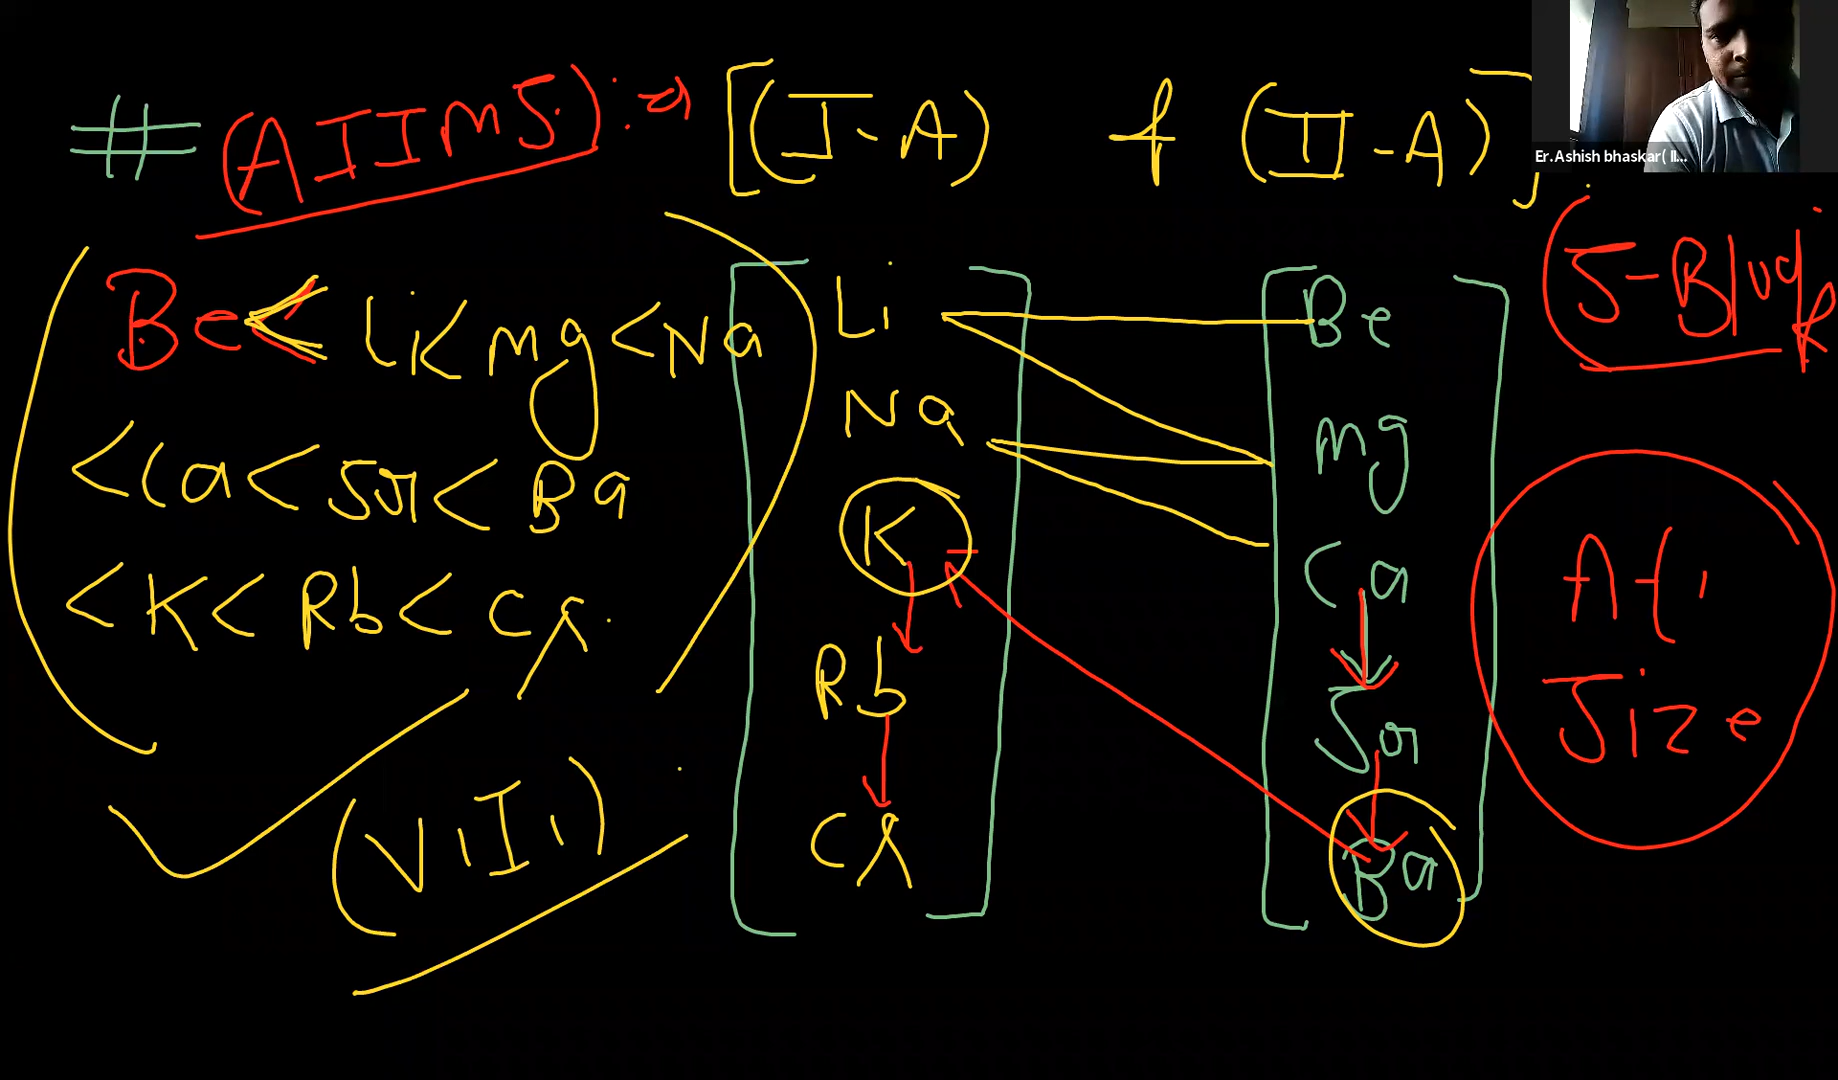 # (AIIMS) :→ [(I-A) & (II-A)].
Er.Ashish bhaskar( II...
S-Block
Be < Li < Mg < Na
< Ca < Sr < Ba
< K < Rb < Cs.
(V.I.)
Li
Na
K
Rb
Cs
Be
Mg
Ca
Sr
Ba
At.
Size